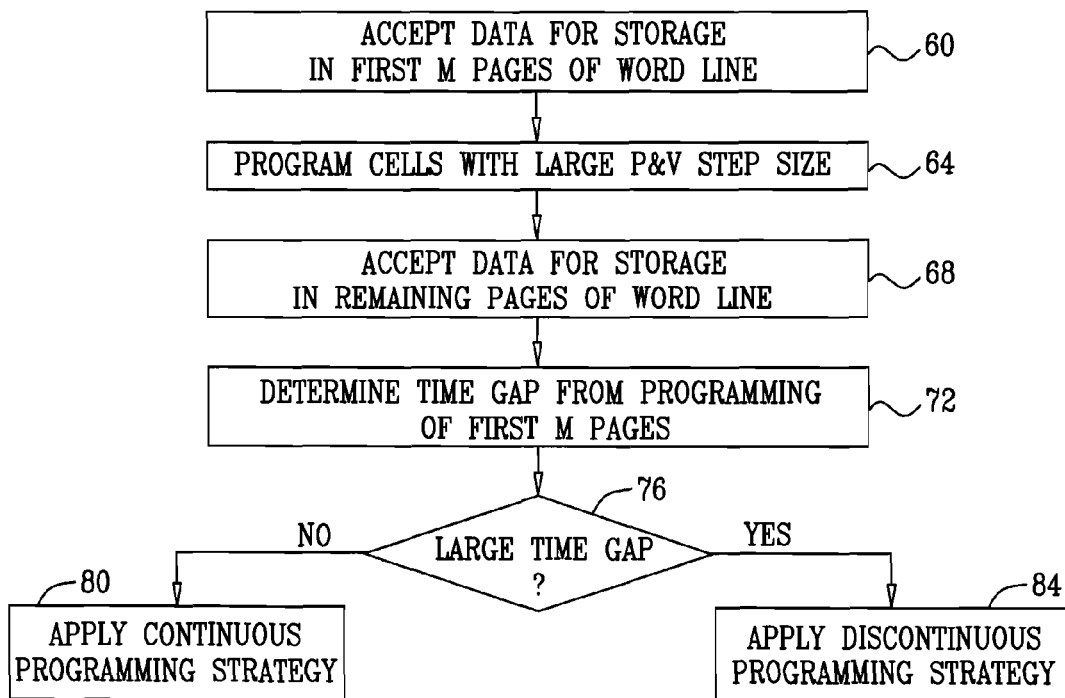 ACCEPT DATA FOR STORAGE
IN FIRST M PAGES OF WORD LINE
60
PROGRAM CELLS WITH LARGE P&V STEP SIZE
64
ACCEPT DATA FOR STORAGE
IN REMAINING PAGES OF WORD LINE
68
DETERMINE TIME GAP FROM PROGRAMMING
OF FIRST M PAGES
72
76
NO
LARGE TIME GAP
?
YES
80
APPLY CONTINUOUS
PROGRAMMING STRATEGY
84
APPLY DISCONTINUOUS
PROGRAMMING STRATEGY